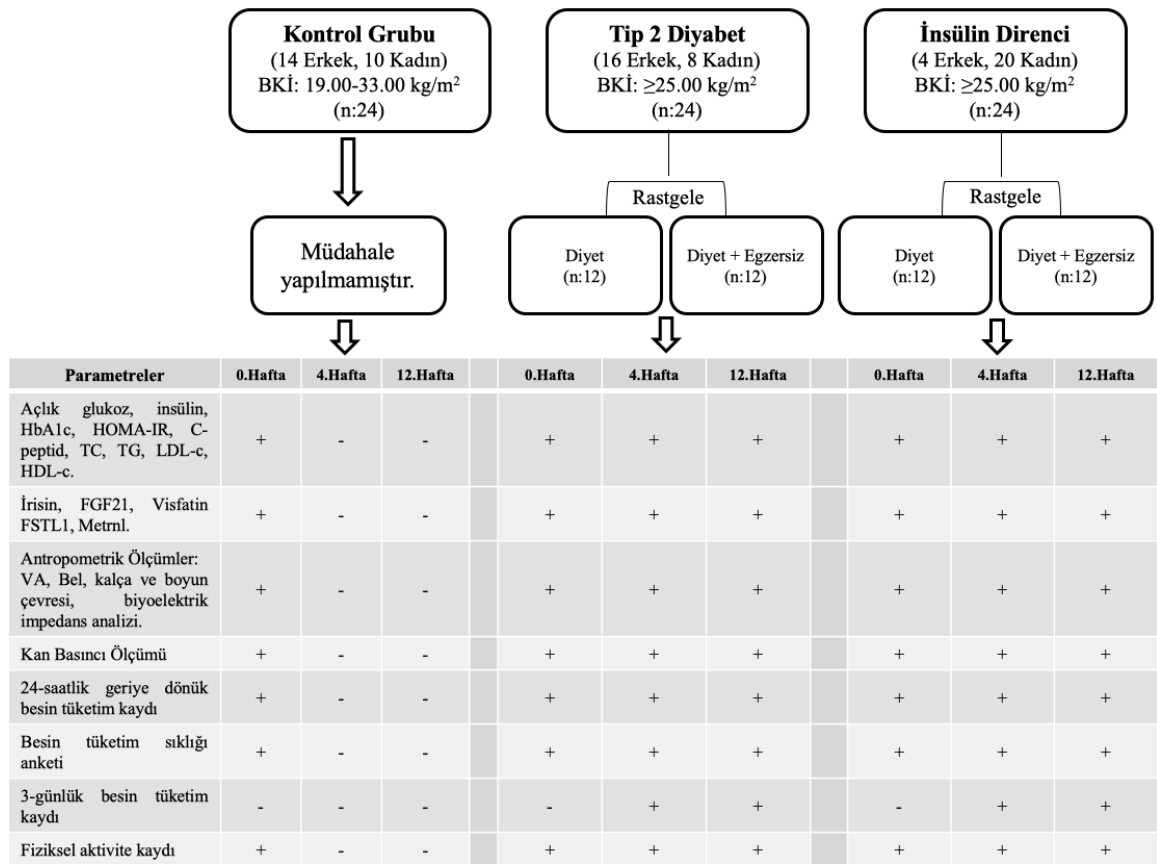 Kontrol Grubu
(14 Erkek, 10 Kadın)
BKİ: 19.00-33.00 kg/m²
(n:24)
Tip 2 Diyabet
(16 Erkek, 8 Kadın)
BKİ: ≥25.00 kg/m²
(n:24)
İnsülin Direnci
(4 Erkek, 20 Kadın)
BKİ: ≥25.00 kg/m²
(n:24)
Rastgele
Rastgele
Müdahale
yapılmamıştır.
Diyet
(n:12)
Diyet + Egzersiz
(n:12)
Diyet
(n:12)
Diyet + Egzersiz
(n:12)
Parametreler 0.Hafta 4.Hafta 12.Hafta 0.Hafta 4.Hafta 12.Hafta 0.Hafta 4.Hafta 12.Hafta
Açlık glukoz, insülin,
HbA1c, HOMA-IR, C-
peptid, TC, TG, LDL-c,
HDL-c.
+ - - + + + + + +
İrisin, FGF21, Visfatin
FSTL1, Metrnl.
+ - - + + + + + +
Antropometrik Ölçümler:
VA, Bel, kalça ve boyun
çevresi, biyoelektrik
impedans analizi.
+ - - + + + + + +
Kan Basıncı Ölçümü + - - + + + + + +
24-saatlik geriye dönük
besin tüketim kaydı
+ - - + + + + + +
Besin tüketim sıklığı
anketi
+ - - + + + + + +
3-günlük besin tüketim
kaydı
- - - - + + - + +
Fiziksel aktivite kaydı + - - + + + + + +